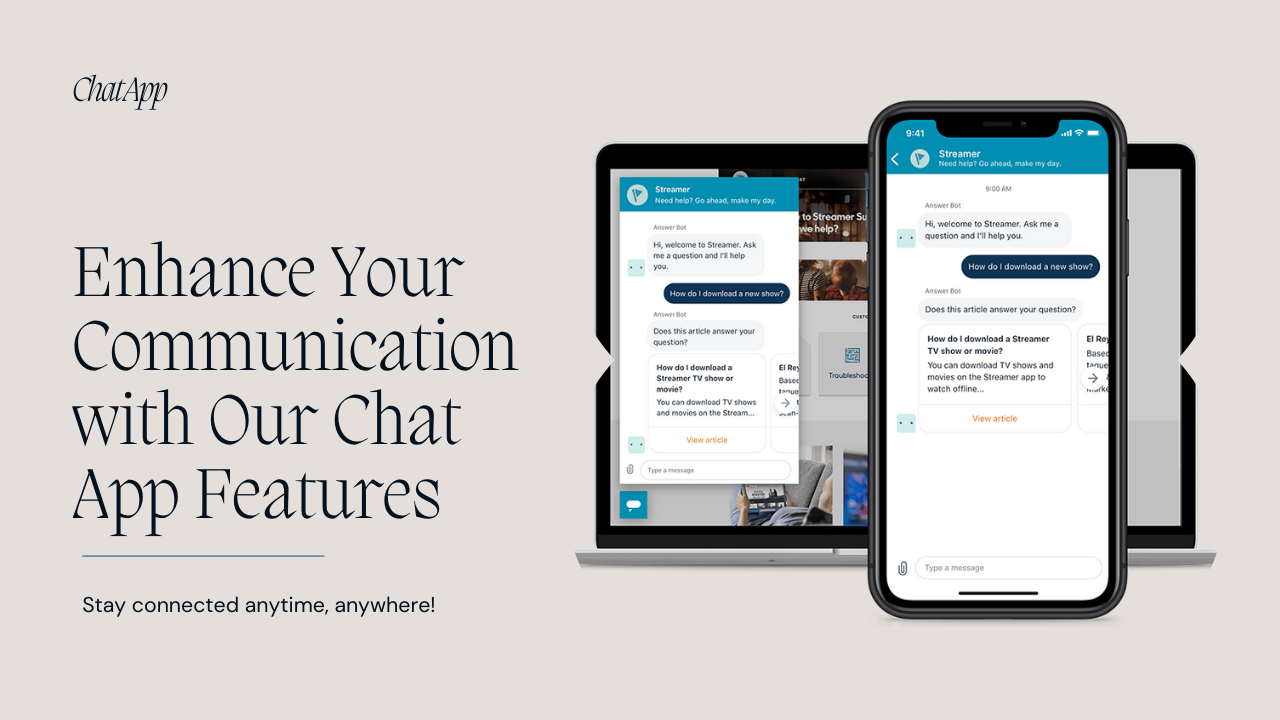 ChatApp
Enhance Your
Communication
with Our Chat
App Features
Stay connected anytime, anywhere!
Streamer
Need help? Go ahead, make my day.
to Streamer Su
we help?
Answer Bot
Hi, welcome to Streamer. Ask
me a question and I'll help
you.
How do I download a new show?
Answer Bot
Does this article answer your
question?
How do I download a
Streamer TV show or
movie?
You can download TV shows
and movies on the Stream...
View article
El Rey
Based
Type a message
9:41
Streamer
Need help? Go ahead, make my day.
9:00 AM
Answer Bot
Hi, welcome to Streamer. Ask me a
question and I'll help you.
How do I download a new show?
Answer Bot
Does this article answer your question?
How do I download a Streamer
TV show or movie?
You can download TV shows and
movies on the Streamer app to
watch offline...
View article
El Rey
Based
Type a message